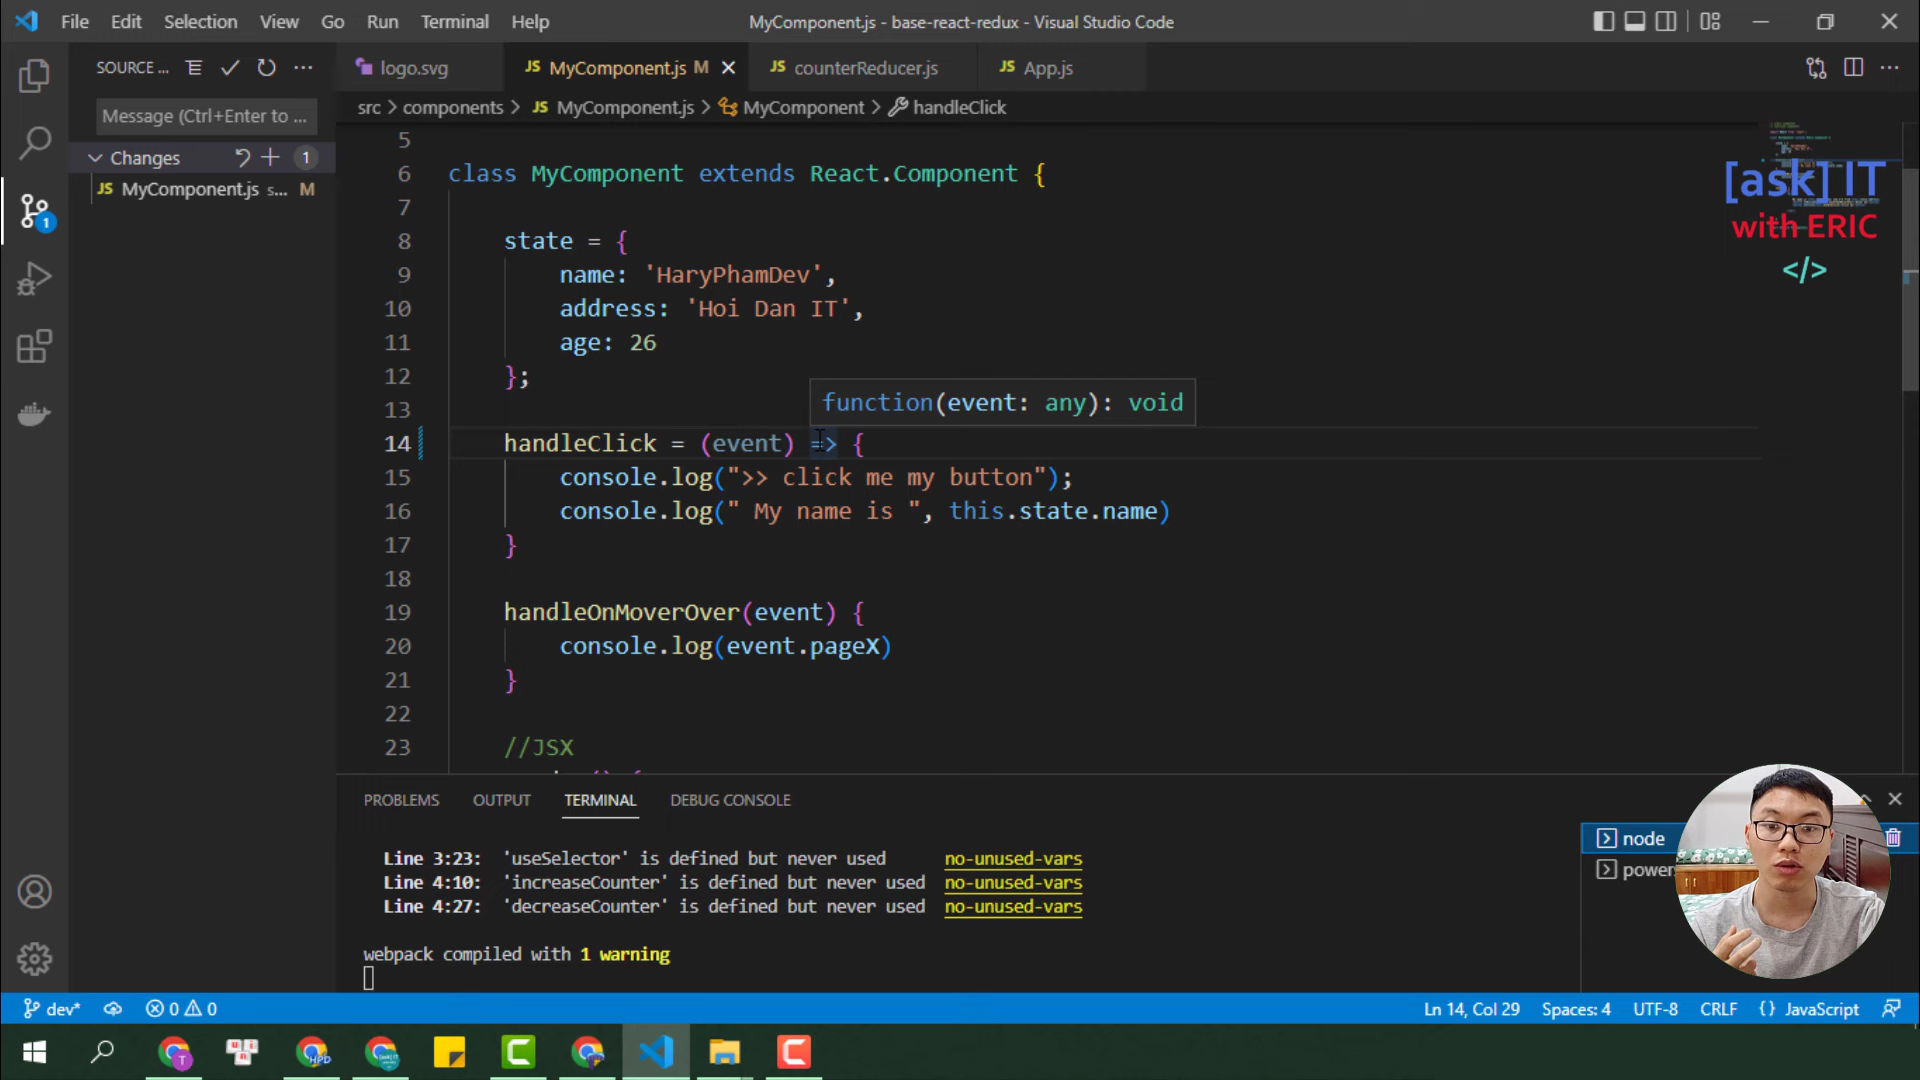 File Edit Selection View Go Run Terminal Help
MyComponent.js - base-react-redux - Visual Studio Code
SOURCE ...
logo.svg
JS MyComponent.js M
JS counterReducer.js
JS App.js
Message (Ctrl+Enter to ...
src > components > JS MyComponent.js > MyComponent > handleClick
Changes 1
JS MyComponent.js s... M
1
5
6 class MyComponent extends React.Component {
7
8 state = {
9 name: 'HaryPhamDev',
10 address: 'Hoi Dan IT',
11 age: 26
12 };
13
function(event: any): void
14 handleClick = (event) => {
15 console.log(">> click me my button");
16 console.log(" My name is ", this.state.name)
17 }
18
19 handleOnMoverOver(event) {
20 console.log(event.pageX)
21 }
22
23 //JSX
[ask] IT
with ERIC
</>
PROBLEMS OUTPUT TERMINAL DEBUG CONSOLE
Line 3:23: 'useSelector' is defined but never used no-unused-vars
Line 4:10: 'increaseCounter' is defined but never used no-unused-vars
Line 4:27: 'decreaseCounter' is defined but never used no-unused-vars
webpack compiled with 1 warning
node
power
dev* 0 0 Ln 14, Col 29 Spaces: 4 UTF-8 CRLF {} JavaScript